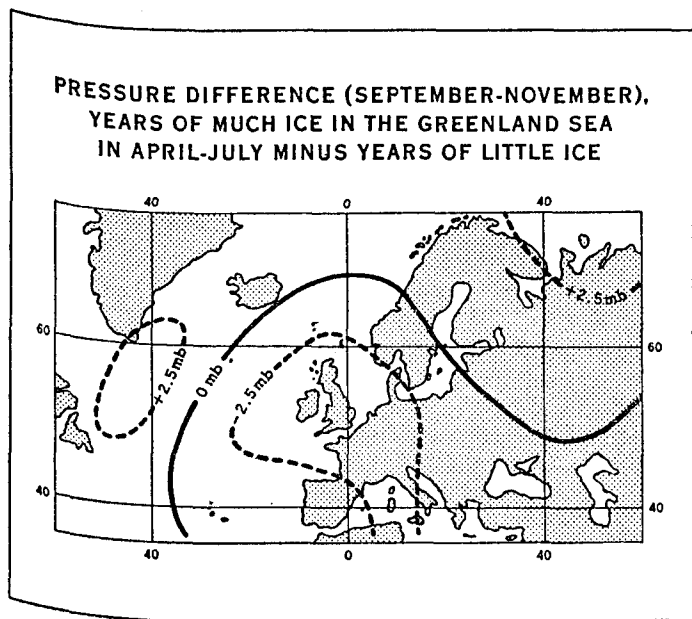 PRESSURE DIFFERENCE (SEPTEMBER-NOVEMBER),
YEARS OF MUCH ICE IN THE GREENLAND SEA
IN APRIL-JULY MINUS YEARS OF LITTLE ICE
40 0 40
+2.5mb
60 60
+2.5mb 0 mb -2.5mb
40 40
40 0 40